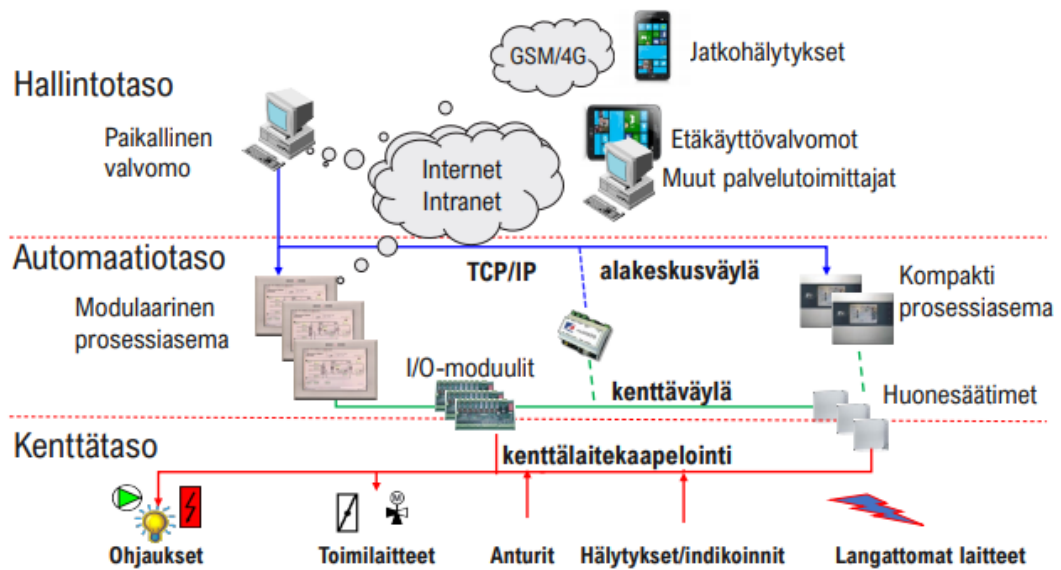 GSM/4G
Jatkohälytykset
Hallintotaso
Paikallinen
valvomo
Internet
Intranet
Etäkäyttövalvomot
Muut palvelutoimittajat
Automaatiotaso
TCP/IP
alakeskusväylä
Kompakti
prosessiasema
Modulaarinen
prosessiasema
I/O-moduulit
kenttäväylä
Huonesäätimet
Kenttätaso
kenttälaitekaapelointi
M
Ohjaukset
Toimilaitteet
Anturit
Hälytykset/indikoinnit
Langattomat laitteet